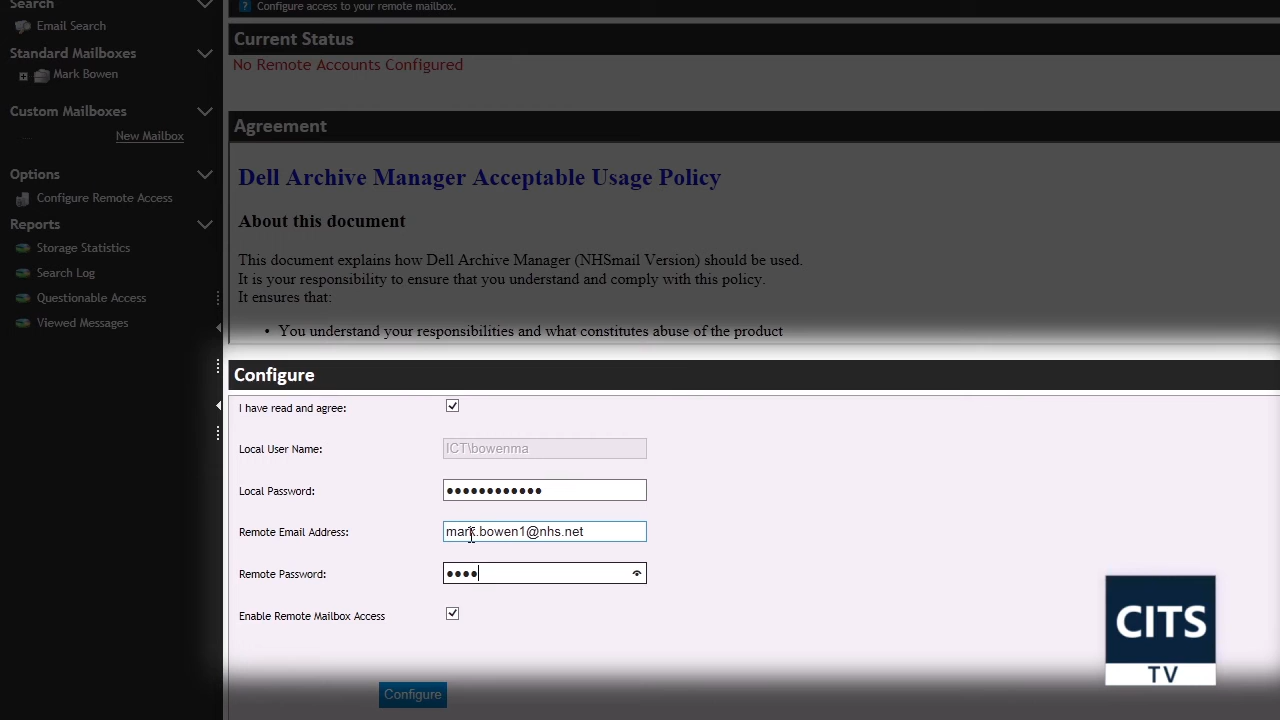 Search
Email Search
Standard Mailboxes
Mark Bowen
Custom Mailboxes
New Mailbox
Options
Configure Remote Access
Reports
Storage Statistics
Search Log
Questionable Access
Viewed Messages
? Configure access to your remote mailbox.
Current Status
No Remote Accounts Configured
Agreement
Dell Archive Manager Acceptable Usage Policy
About this document
This document explains how Dell Archive Manager (NHSmail Version) should be used.
It is your responsibility to ensure that you understand and comply with this policy.
It ensures that:
• You understand your responsibilities and what constitutes abuse of the product
Configure
I have read and agree:
Local User Name: ICT\bowenma
Local Password: ●●●●●●●●●●●●
Remote Email Address: mark.bowen1@nhs.net
Remote Password: ●●●●
Enable Remote Mailbox Access
Configure
CITS
TV